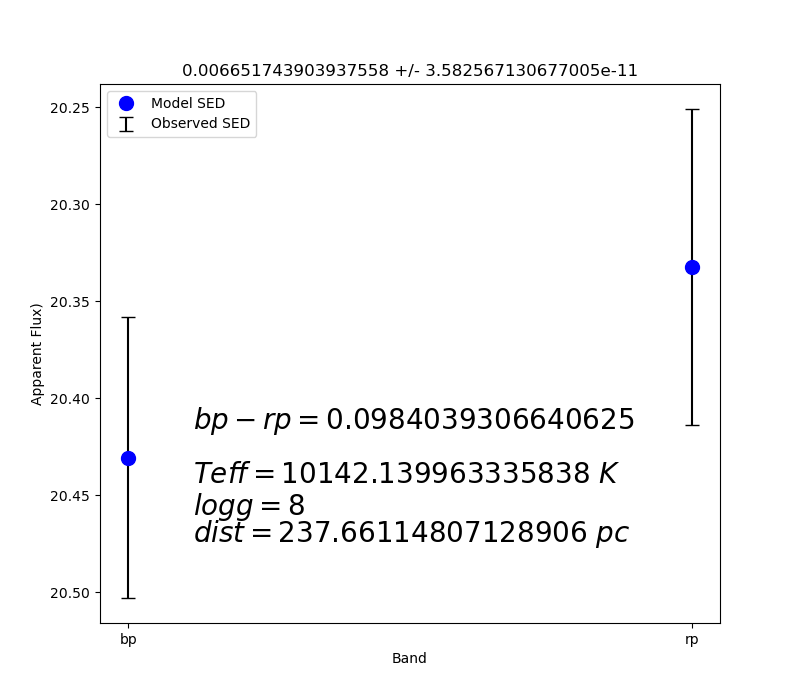 0.006651743903937558 +/- 3.582567130677005e-11
Model SED
Observed SED
20.25
20.30
20.35
20.40
20.45
20.50
Apparent Flux)
bp − rp = 0.0984039306640625
Teff = 10142.139963335838 K
logg = 8
dist = 237.66114807128906 pc
bp
rp
Band